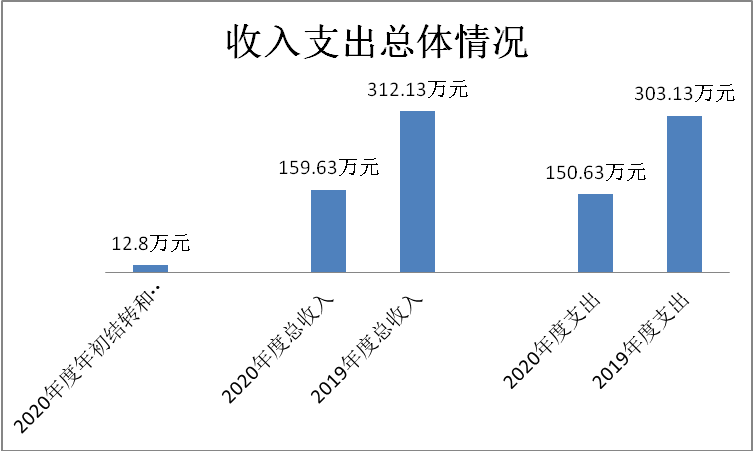 收入支出总体情况
12.8万元
159.63万元
312.13万元
150.63万元
303.13万元
2020年度年初结转和..
2020年度总收入
2019年度总收入
2020年度支出
2019年度支出